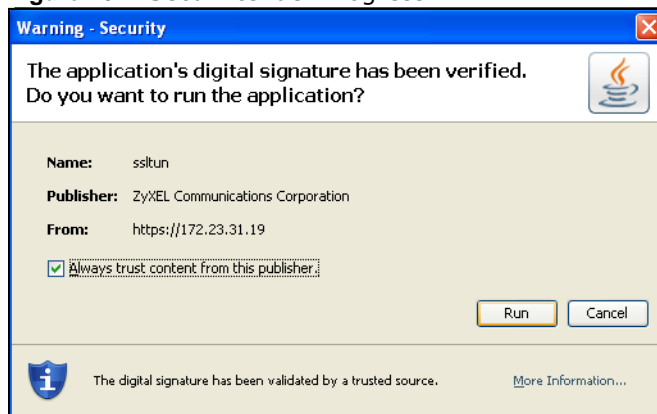 Warning - Security
The application's digital signature has been verified.
Do you want to run the application?
Name: ssltun
Publisher: ZyXEL Communications Corporation
From: https://172.23.31.19
Always trust content from this publisher.
Run Cancel
The digital signature has been validated by a trusted source. More Information...